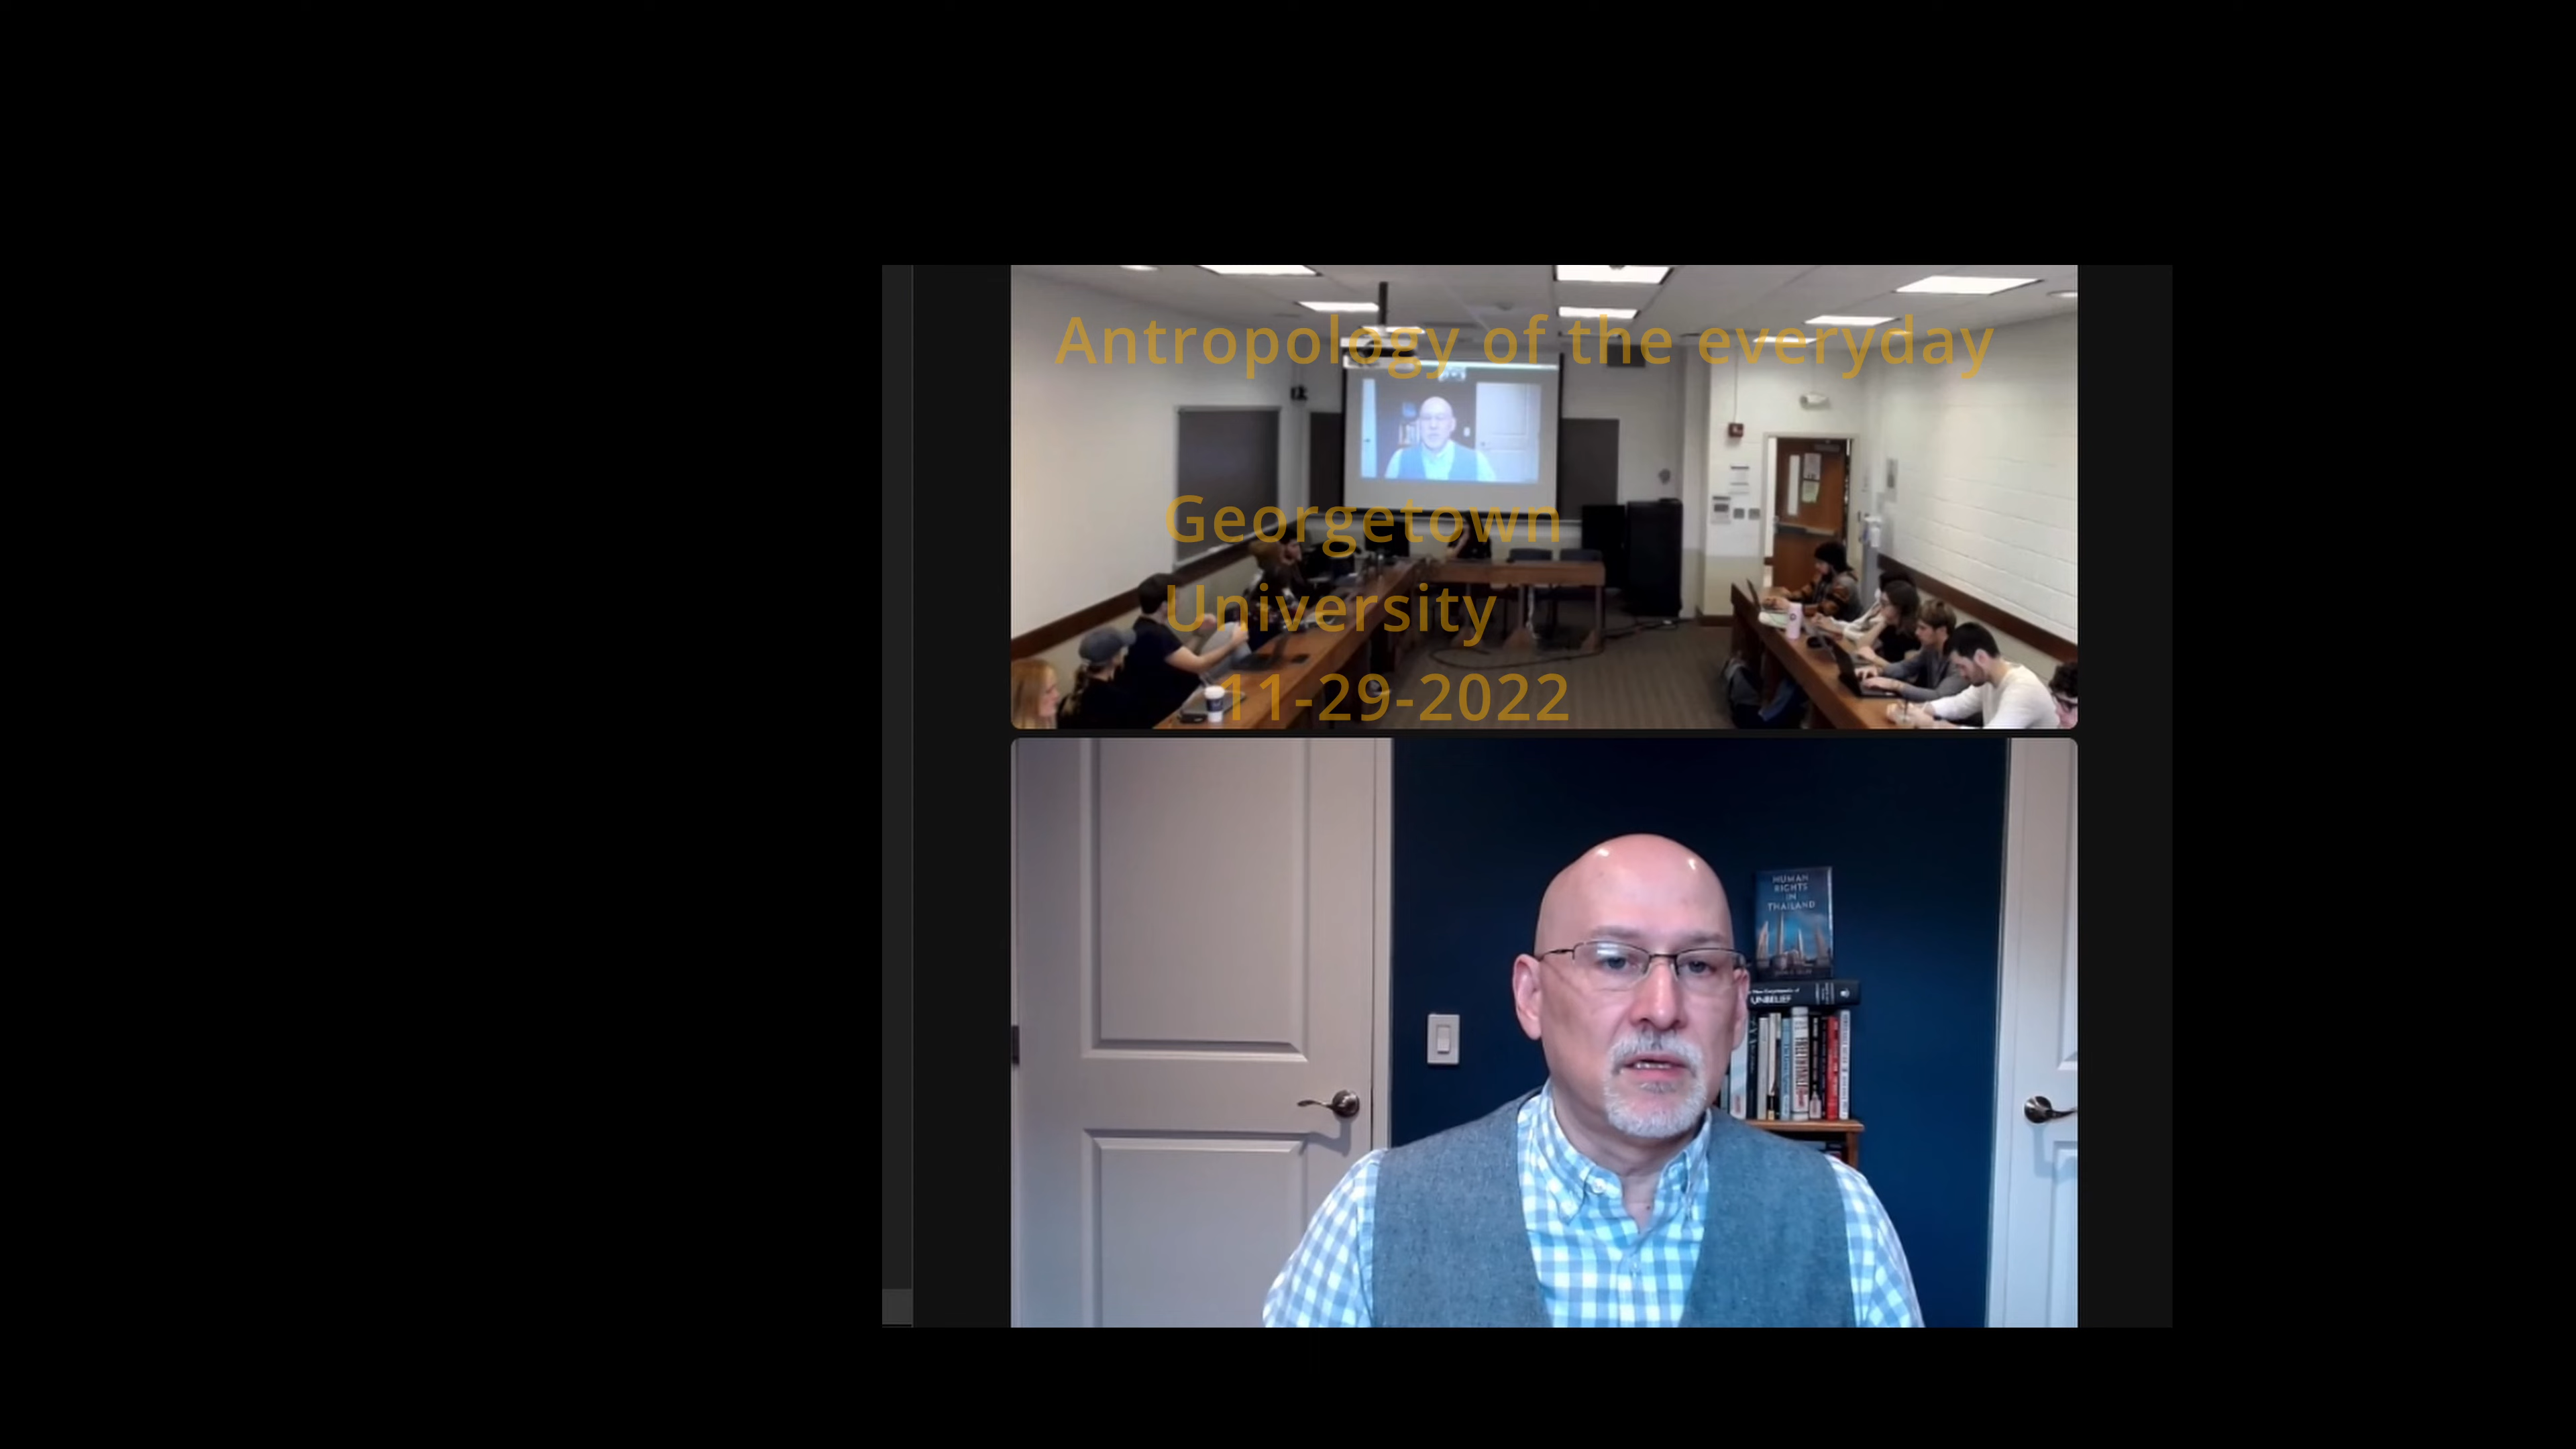 Antropology of the everyday
Georgetown
University
11-29-2022
HUMAN
RIGHTS
IN
THAILAND
UNBELIEF